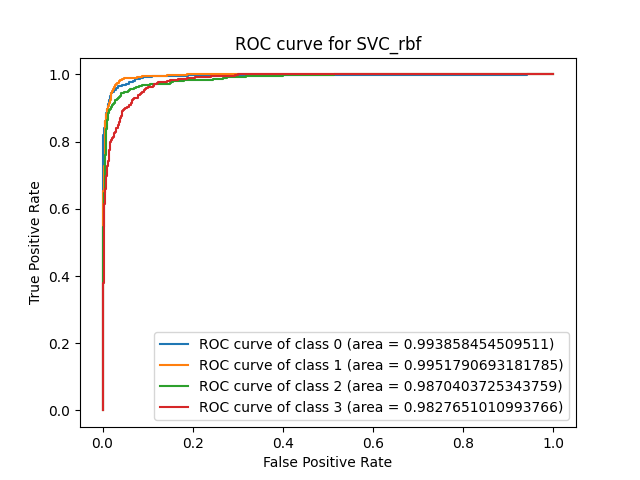 ROC curve for SVC_rbf
1.0
0.8
0.6
0.4
0.2
0.0
True Positive Rate
ROC curve of class 0 (area = 0.993858454509511)
ROC curve of class 1 (area = 0.9951790693181785)
ROC curve of class 2 (area = 0.9870403725343759)
ROC curve of class 3 (area = 0.9827651010993766)
0.0 0.2 0.4 0.6 0.8 1.0
False Positive Rate